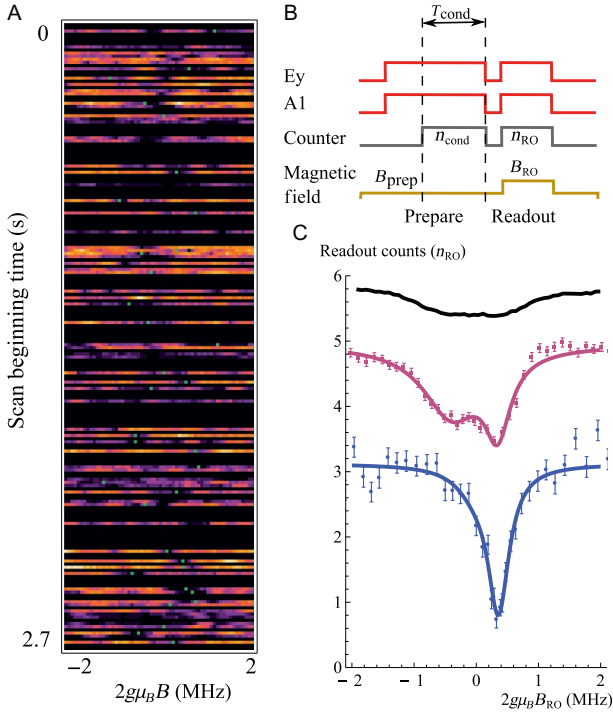 A
0
Scan beginning time (s)
2.7
−2
2
2gμ_BB (MHz)
B
T_cond
Ey
A1
Counter
n_cond
n_RO
Magnetic
field
B_prep
B_RO
Prepare
Readout
C
Readout counts (n_RO)
6
5
4
3
2
1
0
− 2
− 1
0
1
2
2gμ_BB_RO (MHz)